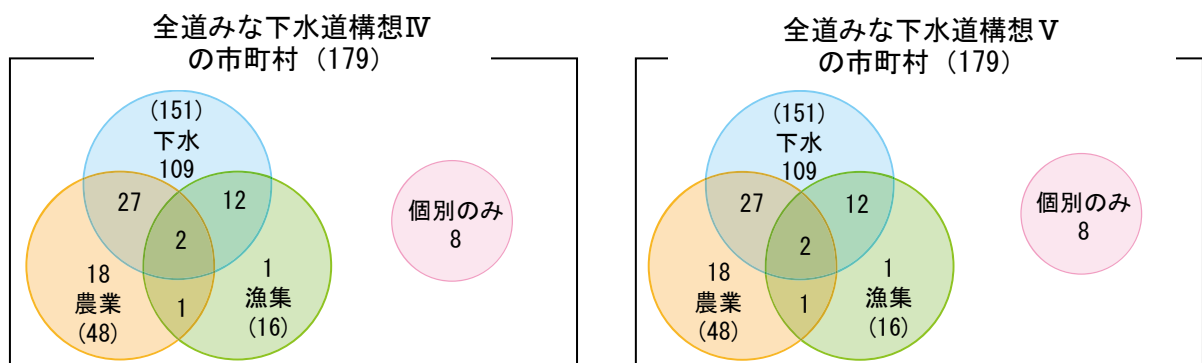 全道みな下水道構想Ⅳ
の市町村（179）
(151)
下水
109
27
12
2
18
農業
(48)
1
1
漁集
(16)
個別のみ
8
全道みな下水道構想Ⅴ
の市町村（179）
(151)
下水
109
27
12
2
18
農業
(48)
1
1
漁集
(16)
個別のみ
8